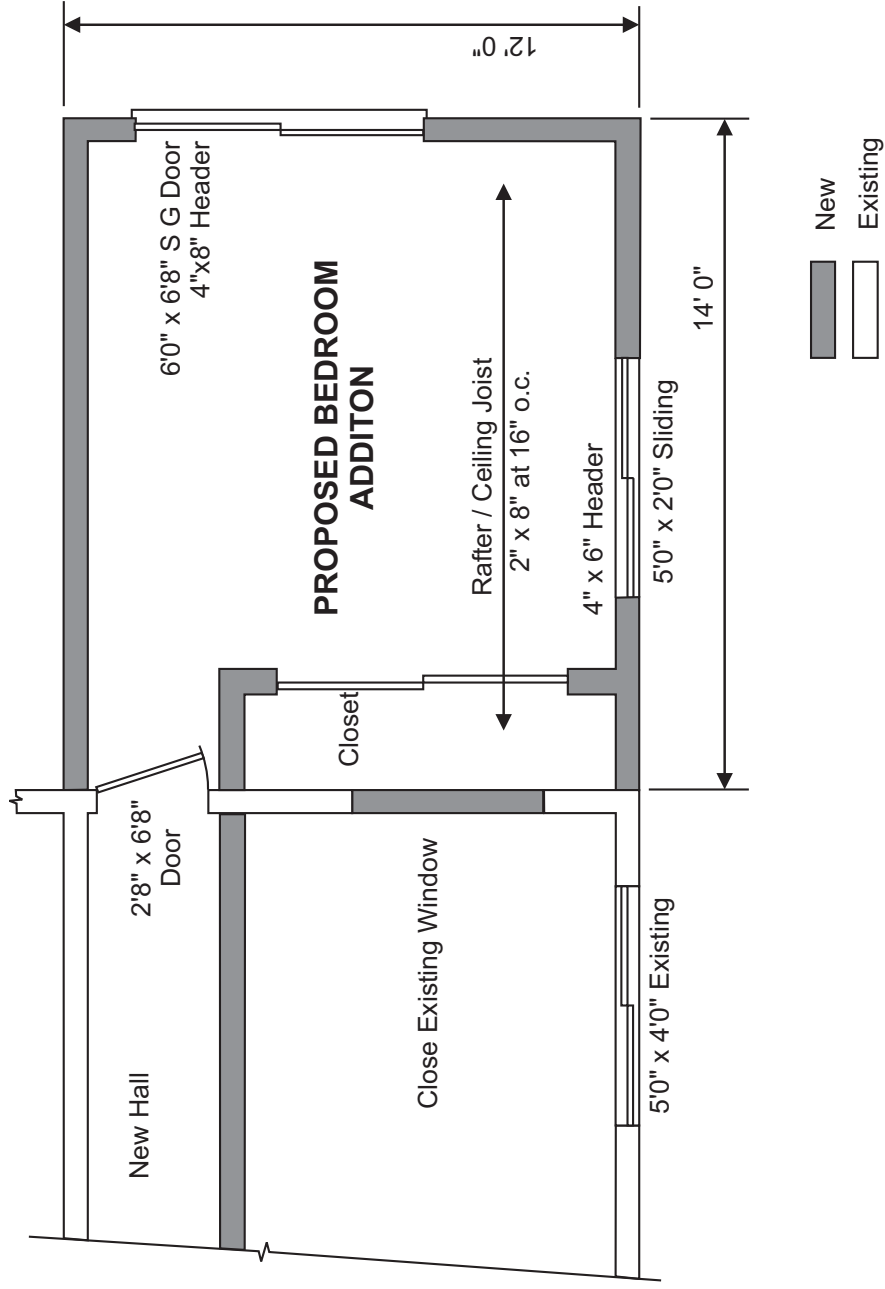 12' 0"
6'0" x 6'8" S G Door
4"x8" Header
2'8" x 6'8"
Door
New Hall
PROPOSED BEDROOM
ADDITON
Closet
Close Existing Window
Rafter / Ceiling Joist
2" x 8" at 16" o.c.
4" x 6" Header
5'0" x 4'0" Existing
5'0" x 2'0" Sliding
14' 0"
New
Existing